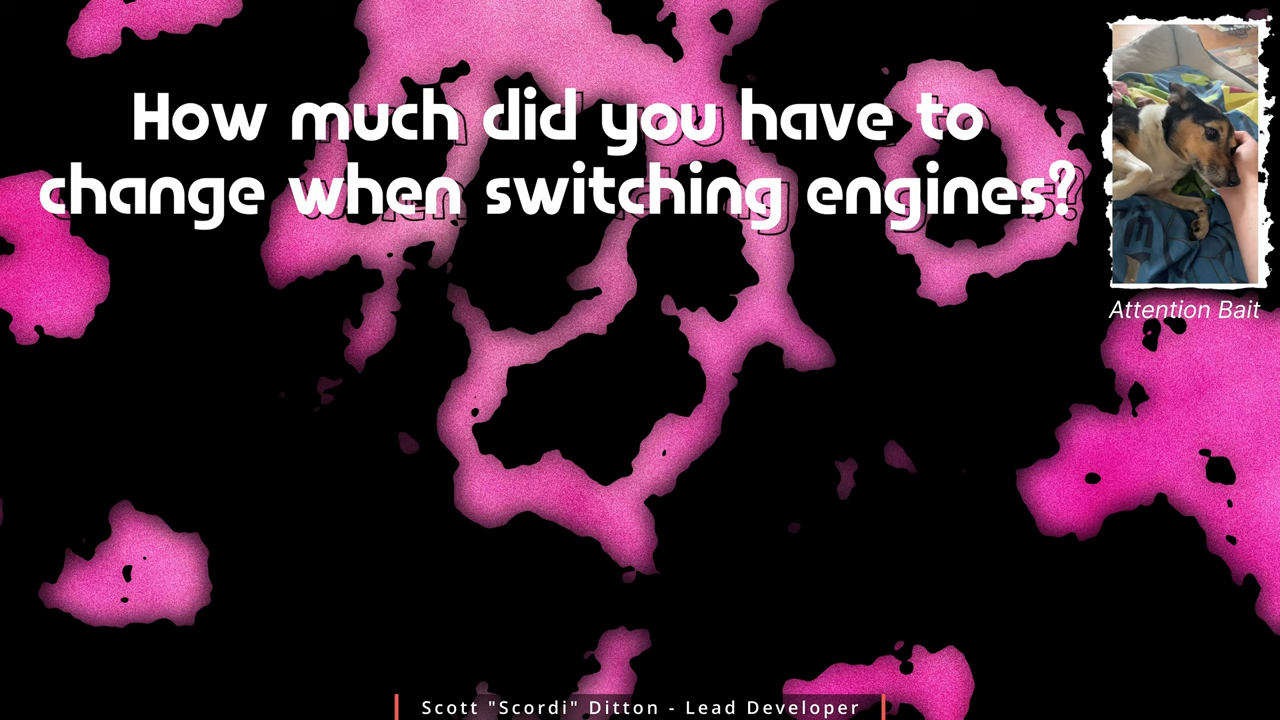 How much did you have to
change when switching engines?
Attention Bait
Scott "Scordi" Ditton - Lead Developer